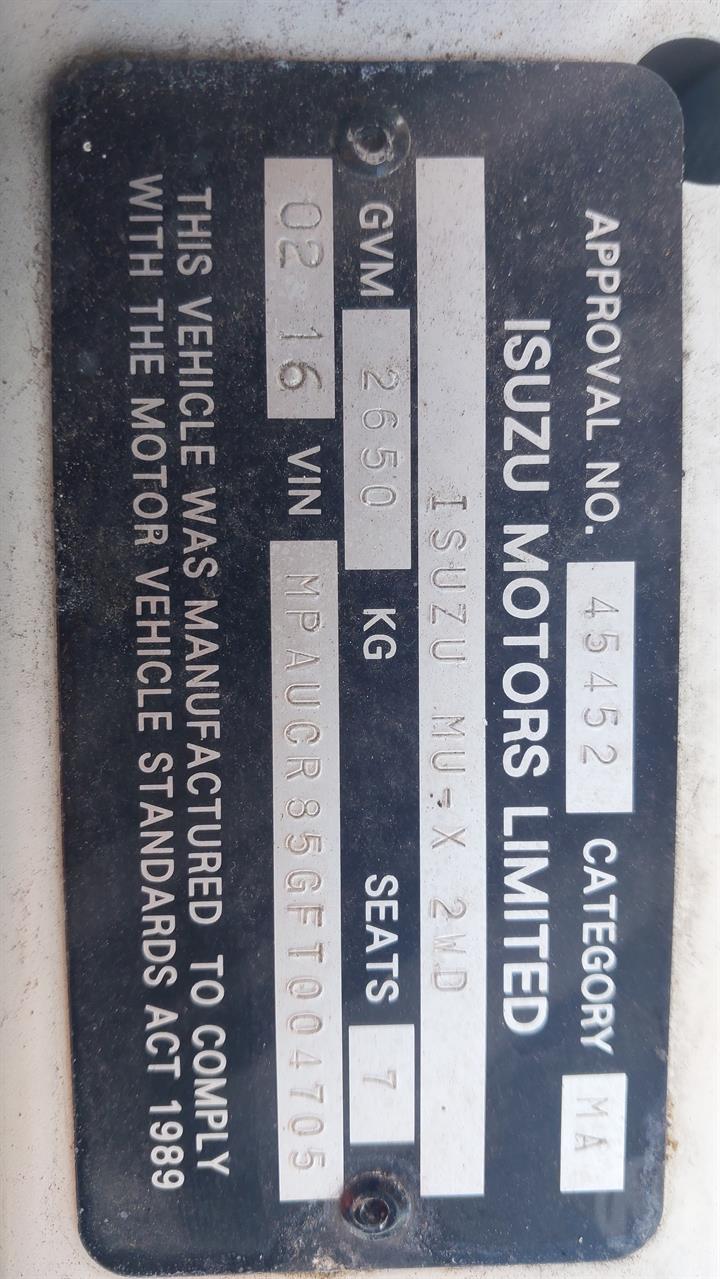 APPROVAL NO. 45452 CATEGORY MA
ISUZU MOTORS LIMITED
ISUZU MU-X 2WD
GVM 2650 KG SEATS 7
02 16 VIN MPAUCR85GFT004705
THIS VEHICLE WAS MANUFACTURED TO COMPLY
WITH THE MOTOR VEHICLE STANDARDS ACT 1989